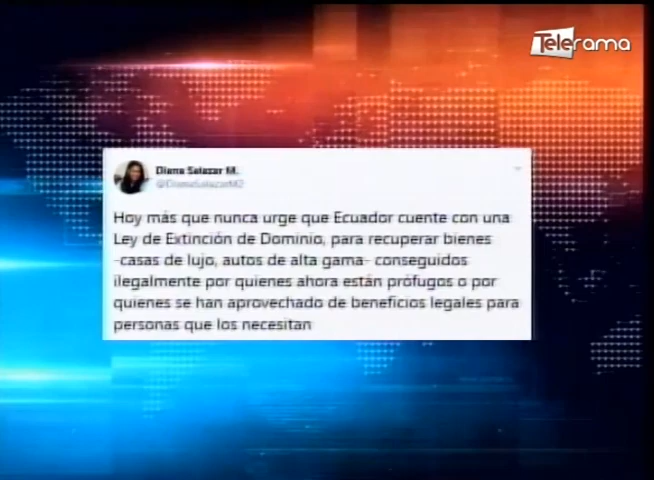 Telerama
Diana Salazar M.
@DianaSalazarM2
Hoy más que nunca urge que Ecuador cuente con una
Ley de Extinción de Dominio, para recuperar bienes
-casas de lujo, autos de alta gama- conseguidos
ilegalmente por quienes ahora están prófugos o por
quienes se han aprovechado de beneficios legales para
personas que los necesitan